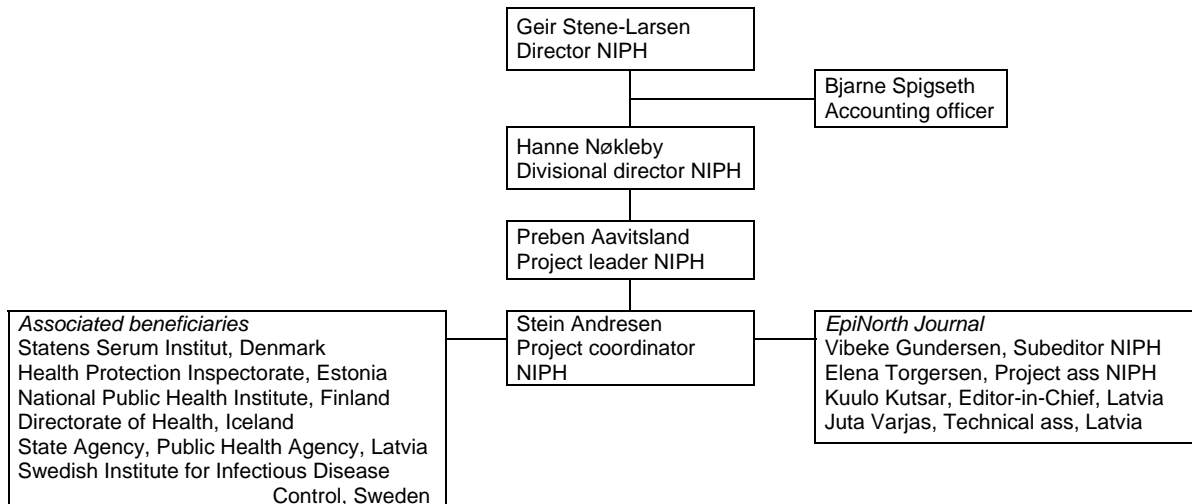 Geir Stene-Larsen
Director NIPH
Bjarne Spigseth
Accounting officer
Hanne Nøkleby
Divisional director NIPH
Preben Aavitsland
Project leader NIPH
Associated beneficiaries
Statens Serum Institut, Denmark
Health Protection Inspectorate, Estonia
National Public Health Institute, Finland
Directorate of Health, Iceland
State Agency, Public Health Agency, Latvia
Swedish Institute for Infectious Disease
Control, Sweden
Stein Andresen
Project coordinator
NIPH
EpiNorth Journal
Vibeke Gundersen, Subeditor NIPH
Elena Torgersen, Project ass NIPH
Kuulo Kutsar, Editor-in-Chief, Latvia
Juta Varjas, Technical ass, Latvia